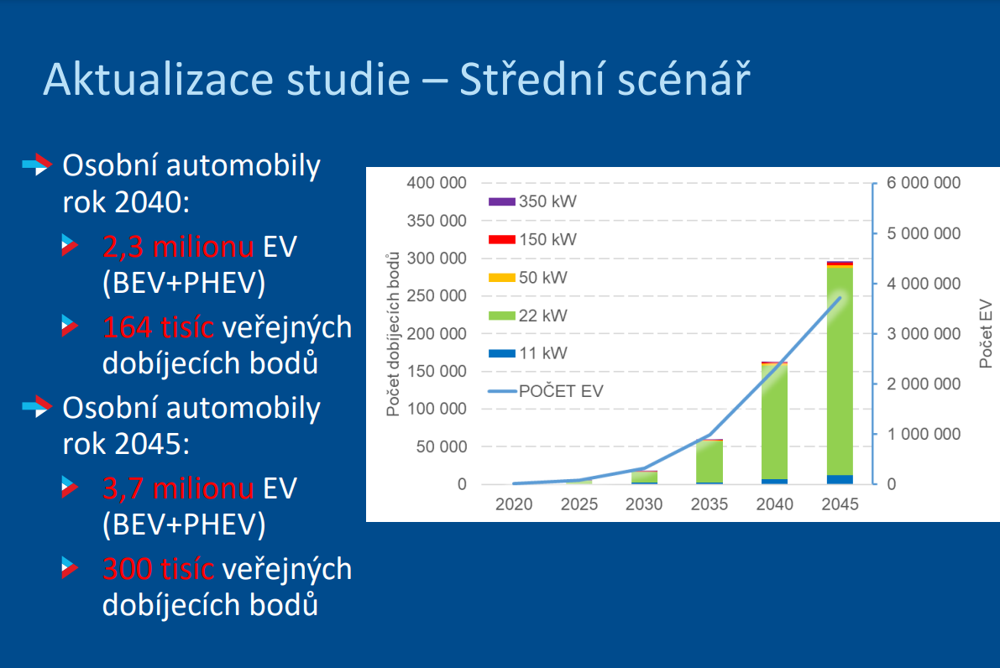 Aktualizace studie – Střední scénář
Osobní automobily
rok 2040:
2,3 milionu EV
(BEV+PHEV)
164 tisíc veřejných
dobíjecích bodů
Osobní automobily
rok 2045:
3,7 milionu EV
(BEV+PHEV)
300 tisíc veřejných
dobíjecích bodů
Počet dobíjecích bodů
400 000
350 000
300 000
250 000
200 000
150 000
100 000
50 000
0
350 kW
150 kW
50 kW
22 kW
11 kW
POČET EV
6 000 000
5 000 000
4 000 000
3 000 000
2 000 000
1 000 000
0
Počet EV
2020 2025 2030 2035 2040 2045